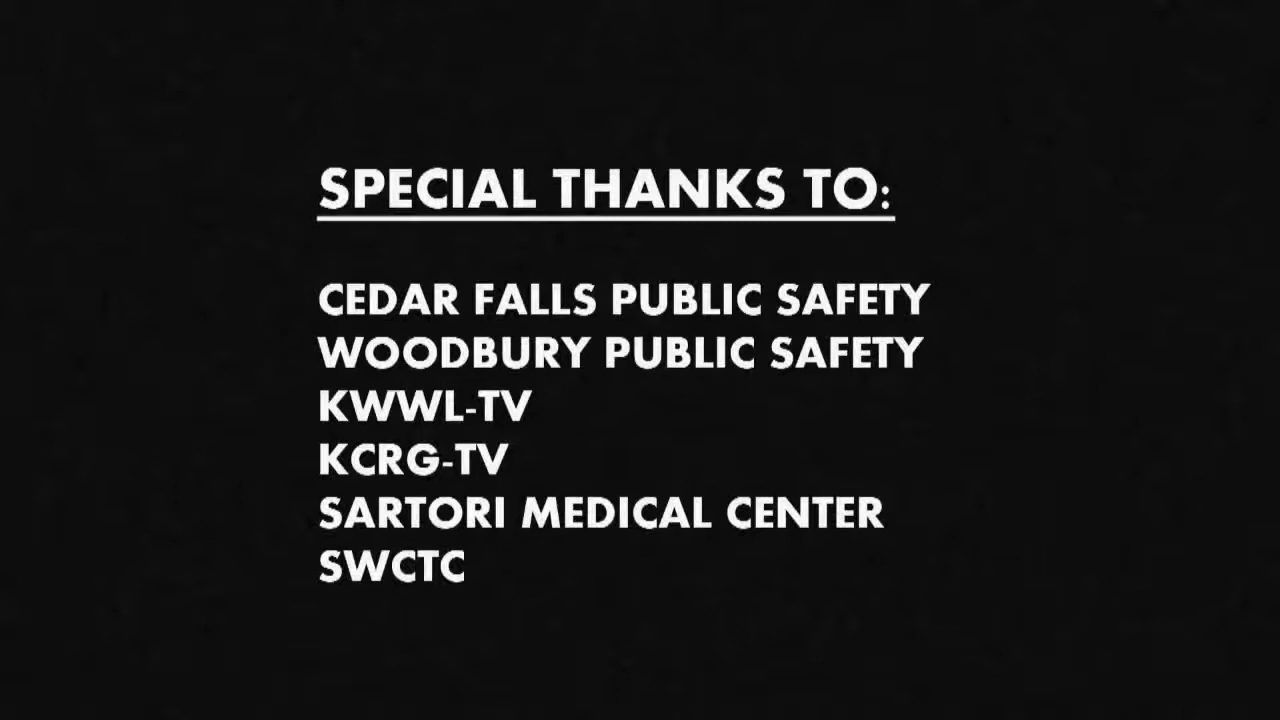 SPECIAL THANKS TO:
CEDAR FALLS PUBLIC SAFETY
WOODBURY PUBLIC SAFETY
KWWL-TV
KCRG-TV
SARTORI MEDICAL CENTER
SWCTC